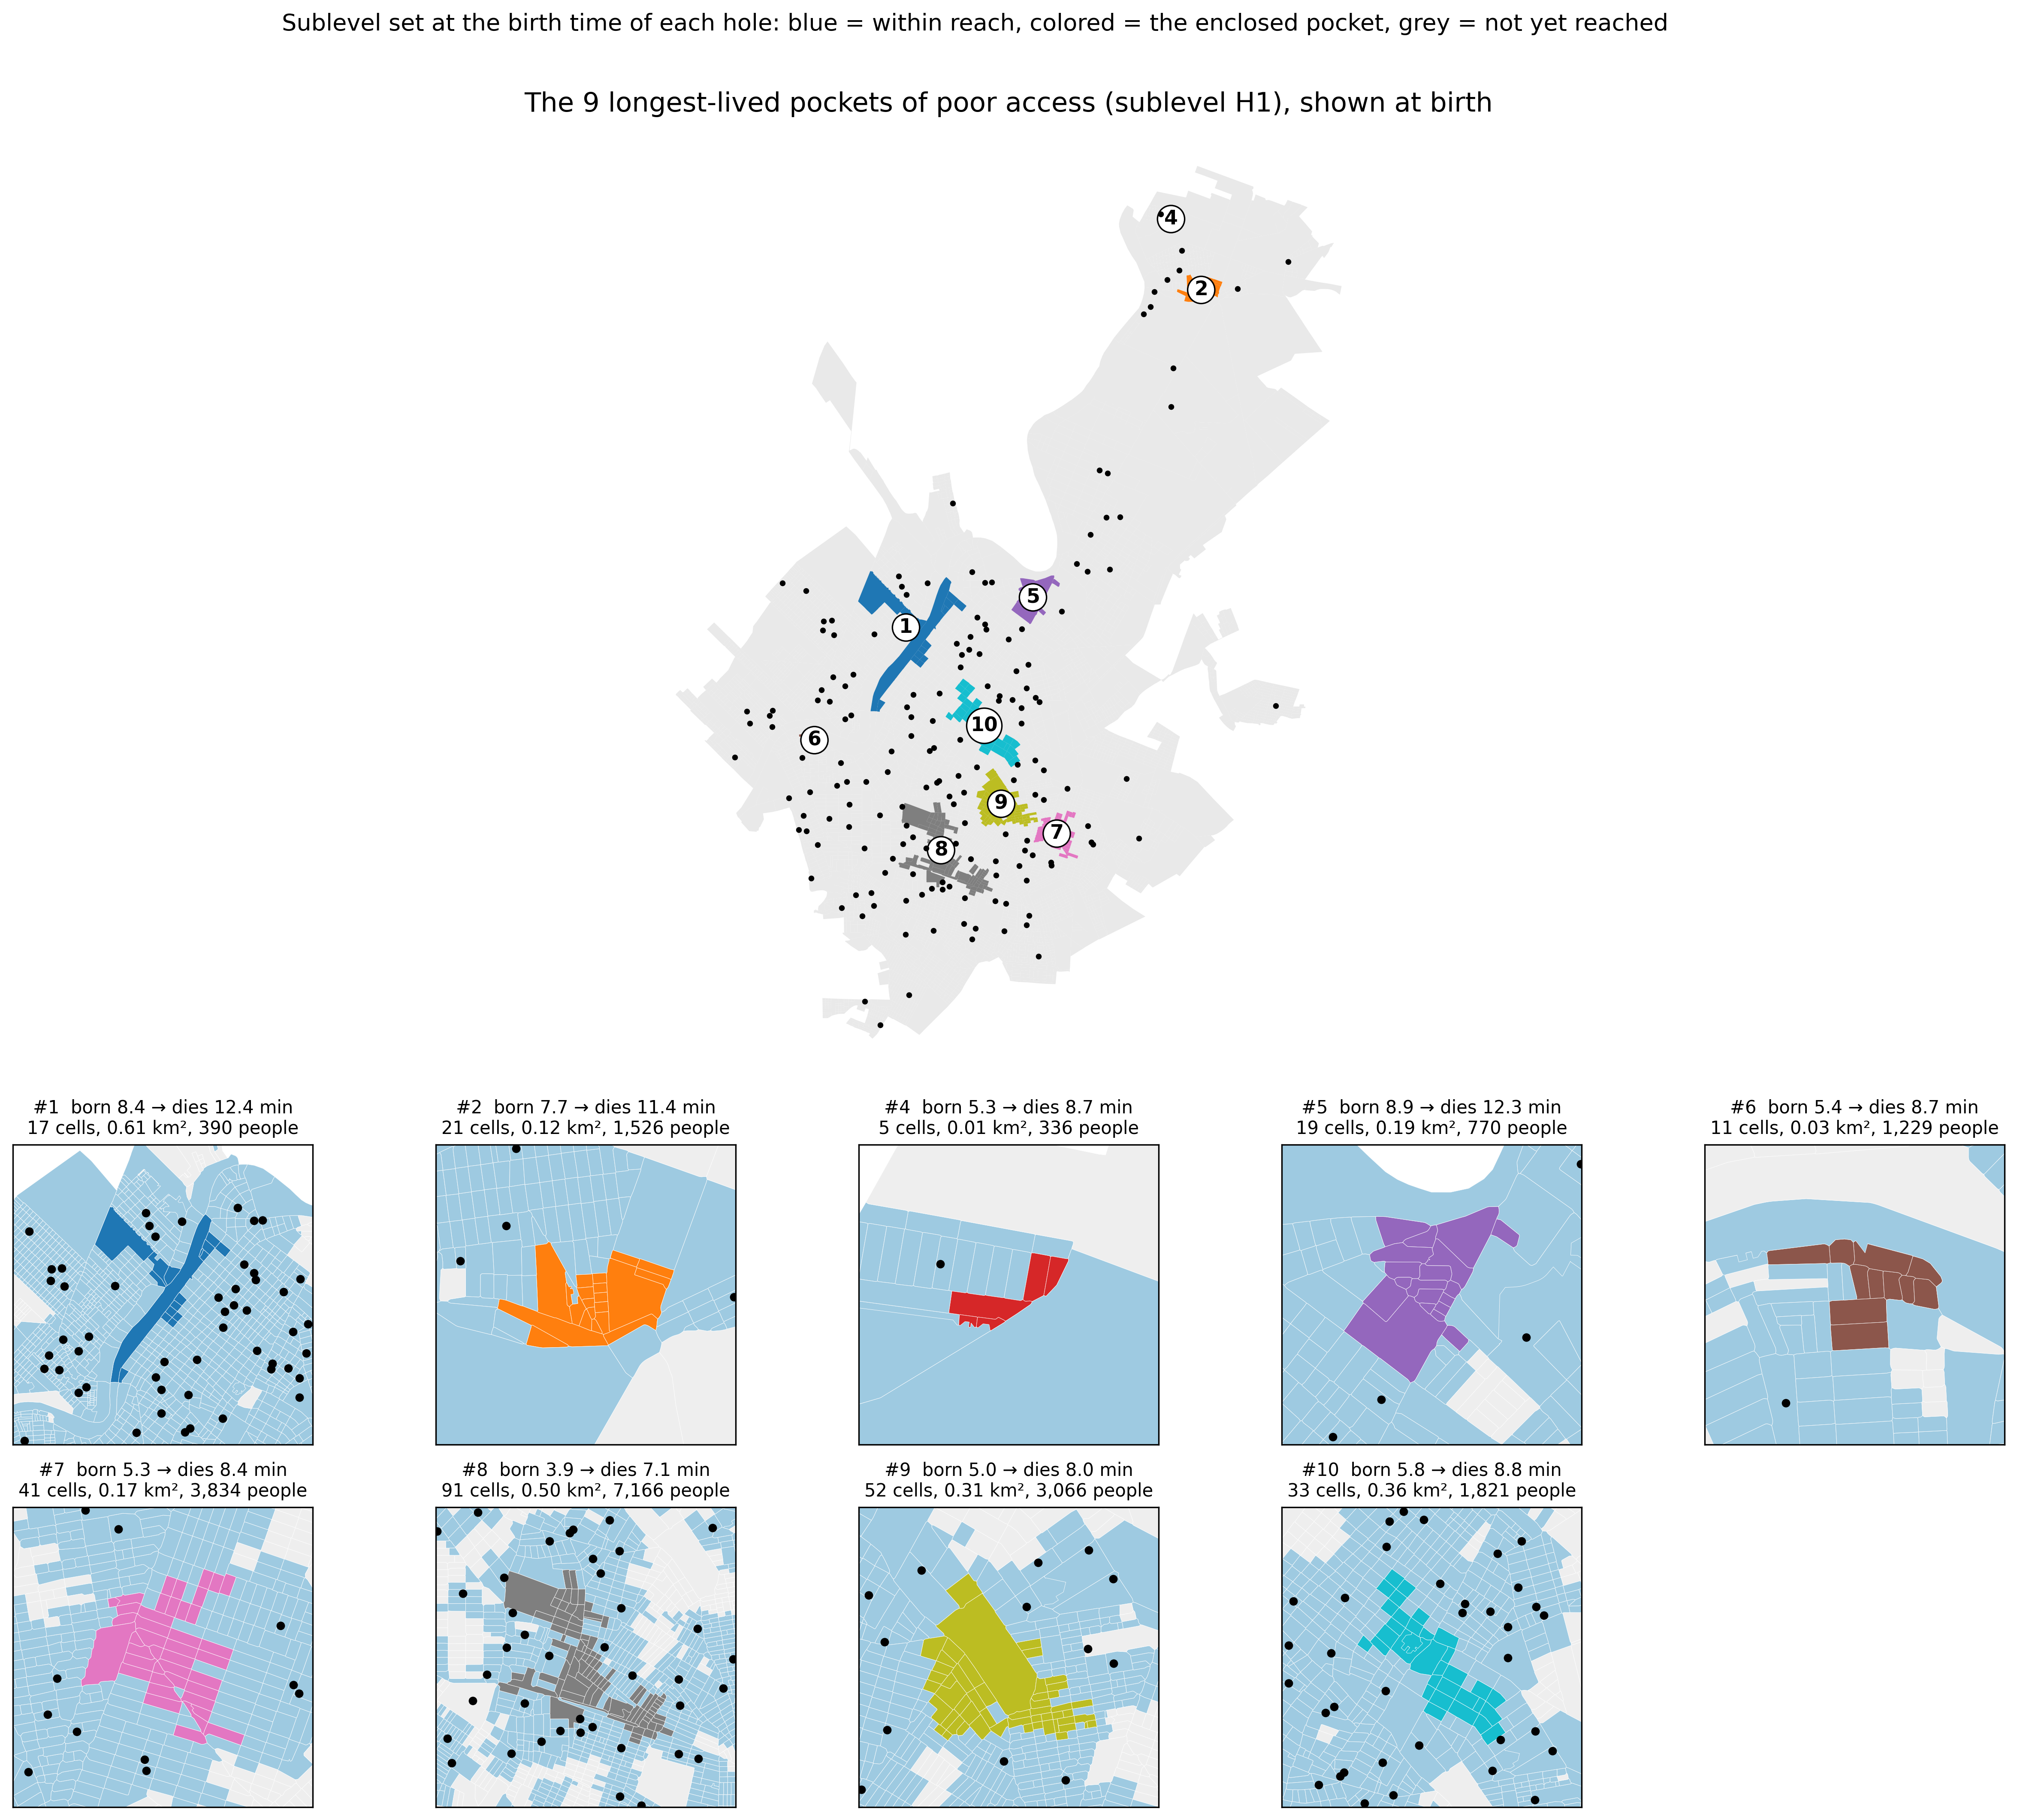 Sublevel set at the birth time of each hole: blue = within reach, colored = the enclosed pocket, grey = not yet reached
The 9 longest-lived pockets of poor access (sublevel H1), shown at birth
4
2
5
1
10
6
9
7
8
#1 born 8.4 → dies 12.4 min
17 cells, 0.61 km², 390 people
#2 born 7.7 → dies 11.4 min
21 cells, 0.12 km², 1,526 people
#4 born 5.3 → dies 8.7 min
5 cells, 0.01 km², 336 people
#5 born 8.9 → dies 12.3 min
19 cells, 0.19 km², 770 people
#6 born 5.4 → dies 8.7 min
11 cells, 0.03 km², 1,229 people
#7 born 5.3 → dies 8.4 min
41 cells, 0.17 km², 3,834 people
#8 born 3.9 → dies 7.1 min
91 cells, 0.50 km², 7,166 people
#9 born 5.0 → dies 8.0 min
52 cells, 0.31 km², 3,066 people
#10 born 5.8 → dies 8.8 min
33 cells, 0.36 km², 1,821 people